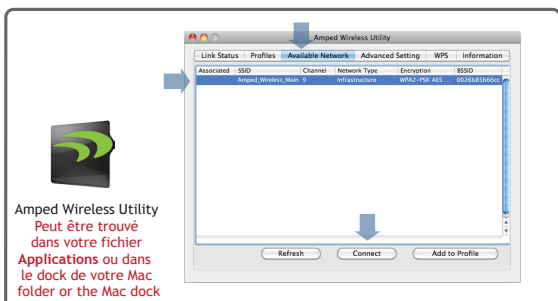 Amped Wireless Utility
Link Status Profiles Available Network Advanced Setting WPS Information
Associated SSID Channel Network Type Encryption BSSID
Amped_Wireless_Main 9 Infrastructure WPA2-PSK AES ... 0026b85b66cc
Refresh Connect Add to Profile
Amped Wireless Utility
Peut être trouvé
dans votre fichier
Applications ou dans
le dock de votre Mac
folder or the Mac dock